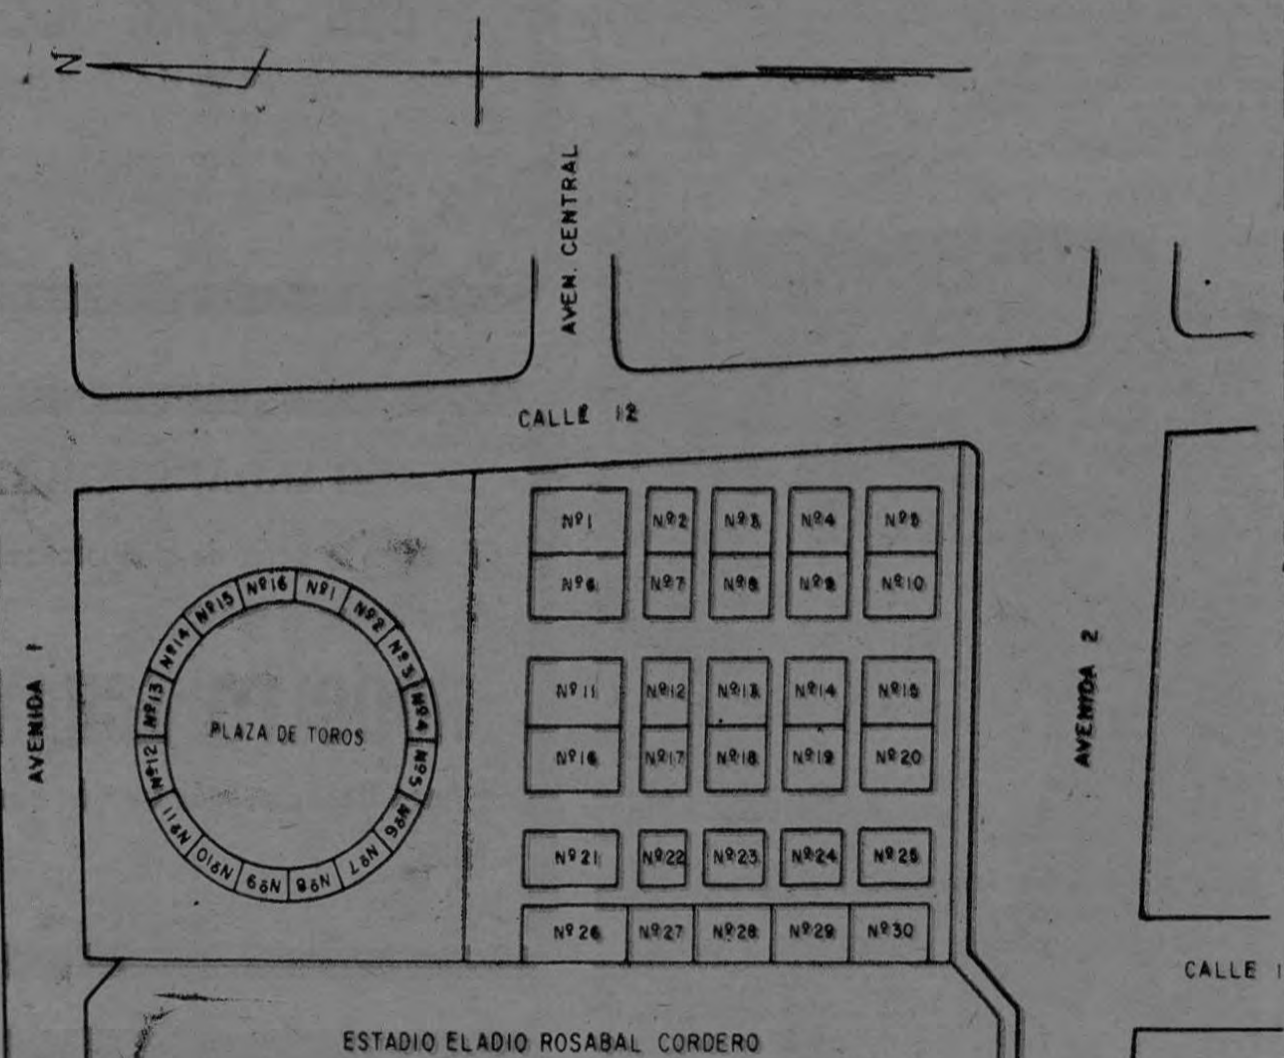 N
AVEN. CENTRAL
CALLE 12
Nº1 Nº2 Nº3 Nº4 Nº5
Nº6 Nº7 Nº8 Nº9 Nº10
Nº11 Nº12 Nº13 Nº14 Nº15
Nº16 Nº17 Nº18 Nº19 Nº20
Nº21 Nº22 Nº23 Nº24 Nº25
Nº26 Nº27 Nº28 Nº29 Nº30
Nº1
Nº2
Nº3
Nº4
Nº5
Nº6
Nº7
Nº8
Nº9
Nº10
Nº11
Nº12
Nº13
Nº14
Nº15
Nº16
PLAZA DE TOROS
AVENIDA 1
AVENIDA 2
CALLE 1
ESTADIO ELADIO ROSABAL CORDERO